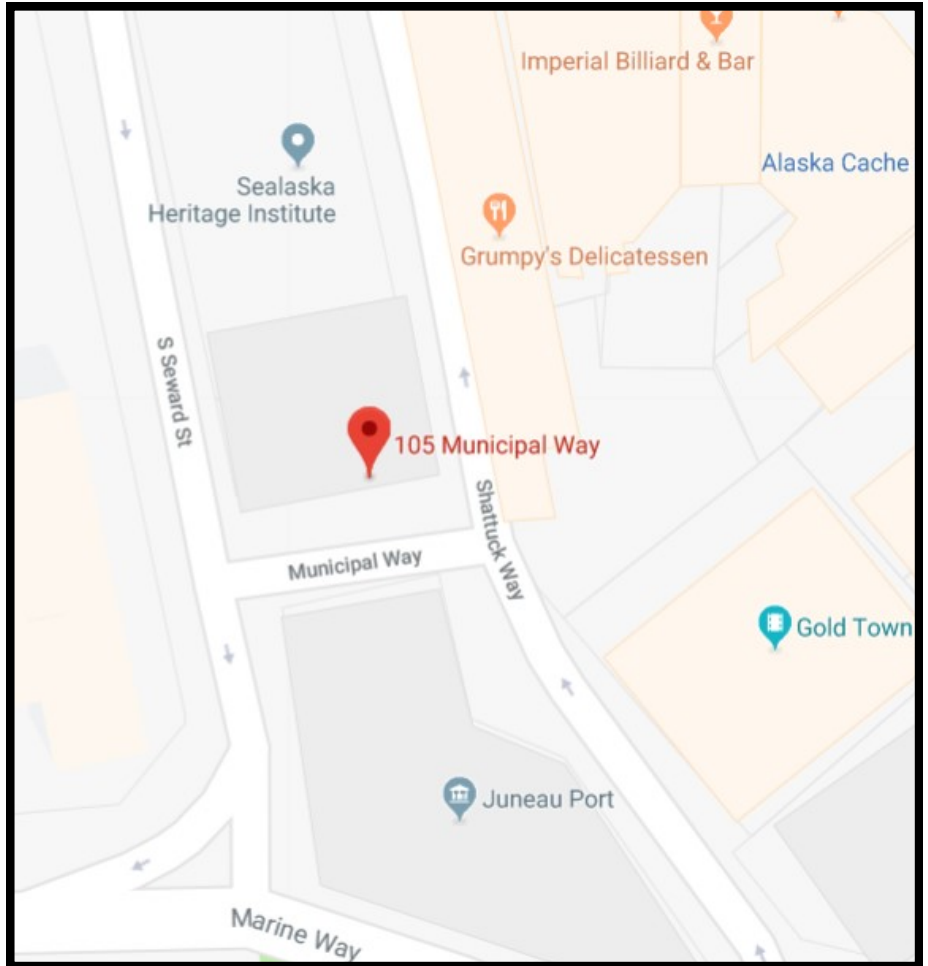 Imperial Billiard & Bar
Alaska Cache
Sealaska
Heritage Institute
Grumpy's Delicatessen
S Seward St
105 Municipal Way
Shattuck Way
Municipal Way
Gold Town
Juneau Port
Marine Way